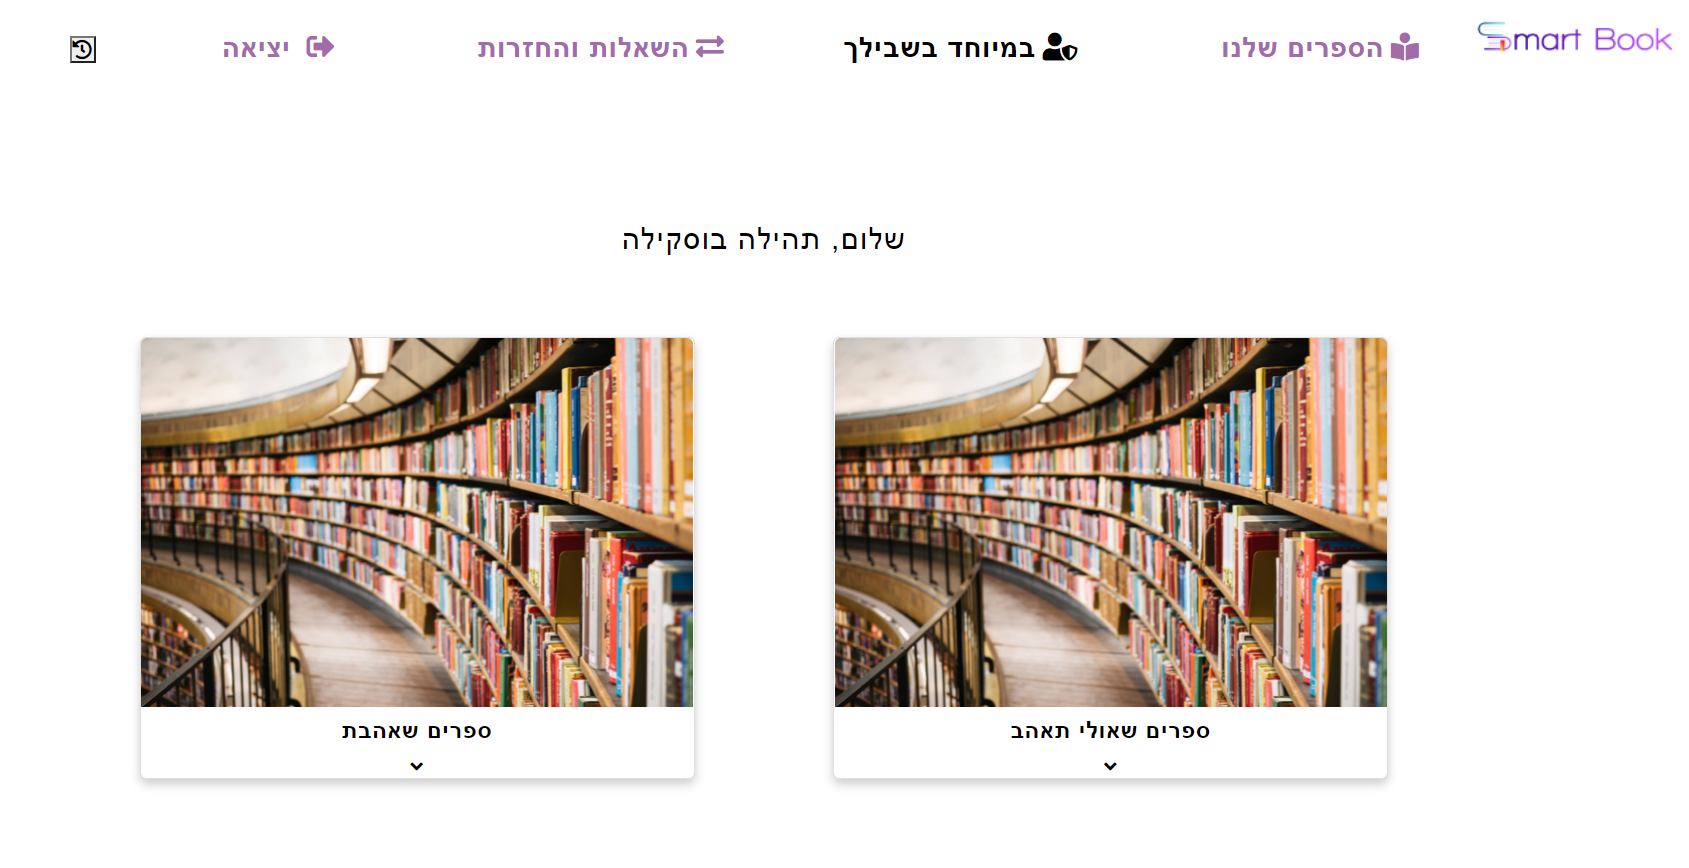 Smart Book
הספרים שלנו
במיוחד בשבילך
השאלות והחזרות
יציאה
שלום, תהילה בוסקילה
ספרים שאולי תאהב
ספרים שאהבת